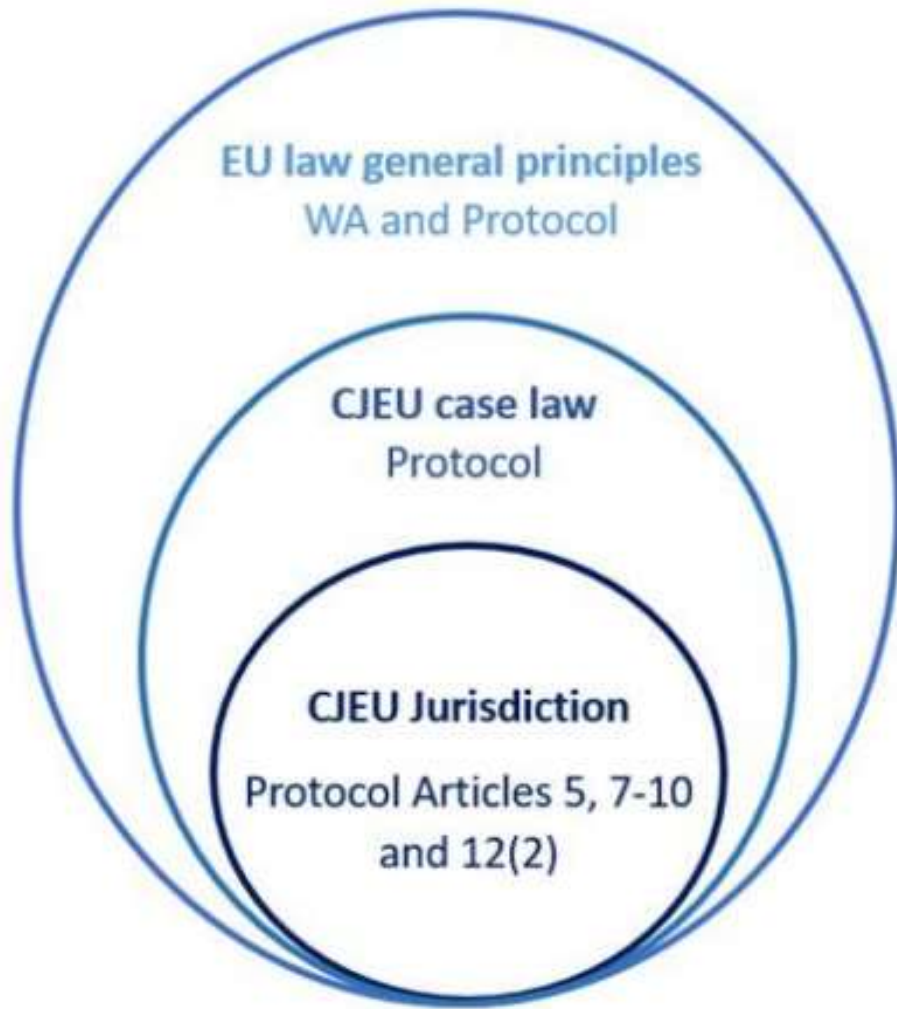 EU law general principles
WA and Protocol
CJEU case law
Protocol
CJEU Jurisdiction
Protocol Articles 5, 7-10
and 12(2)